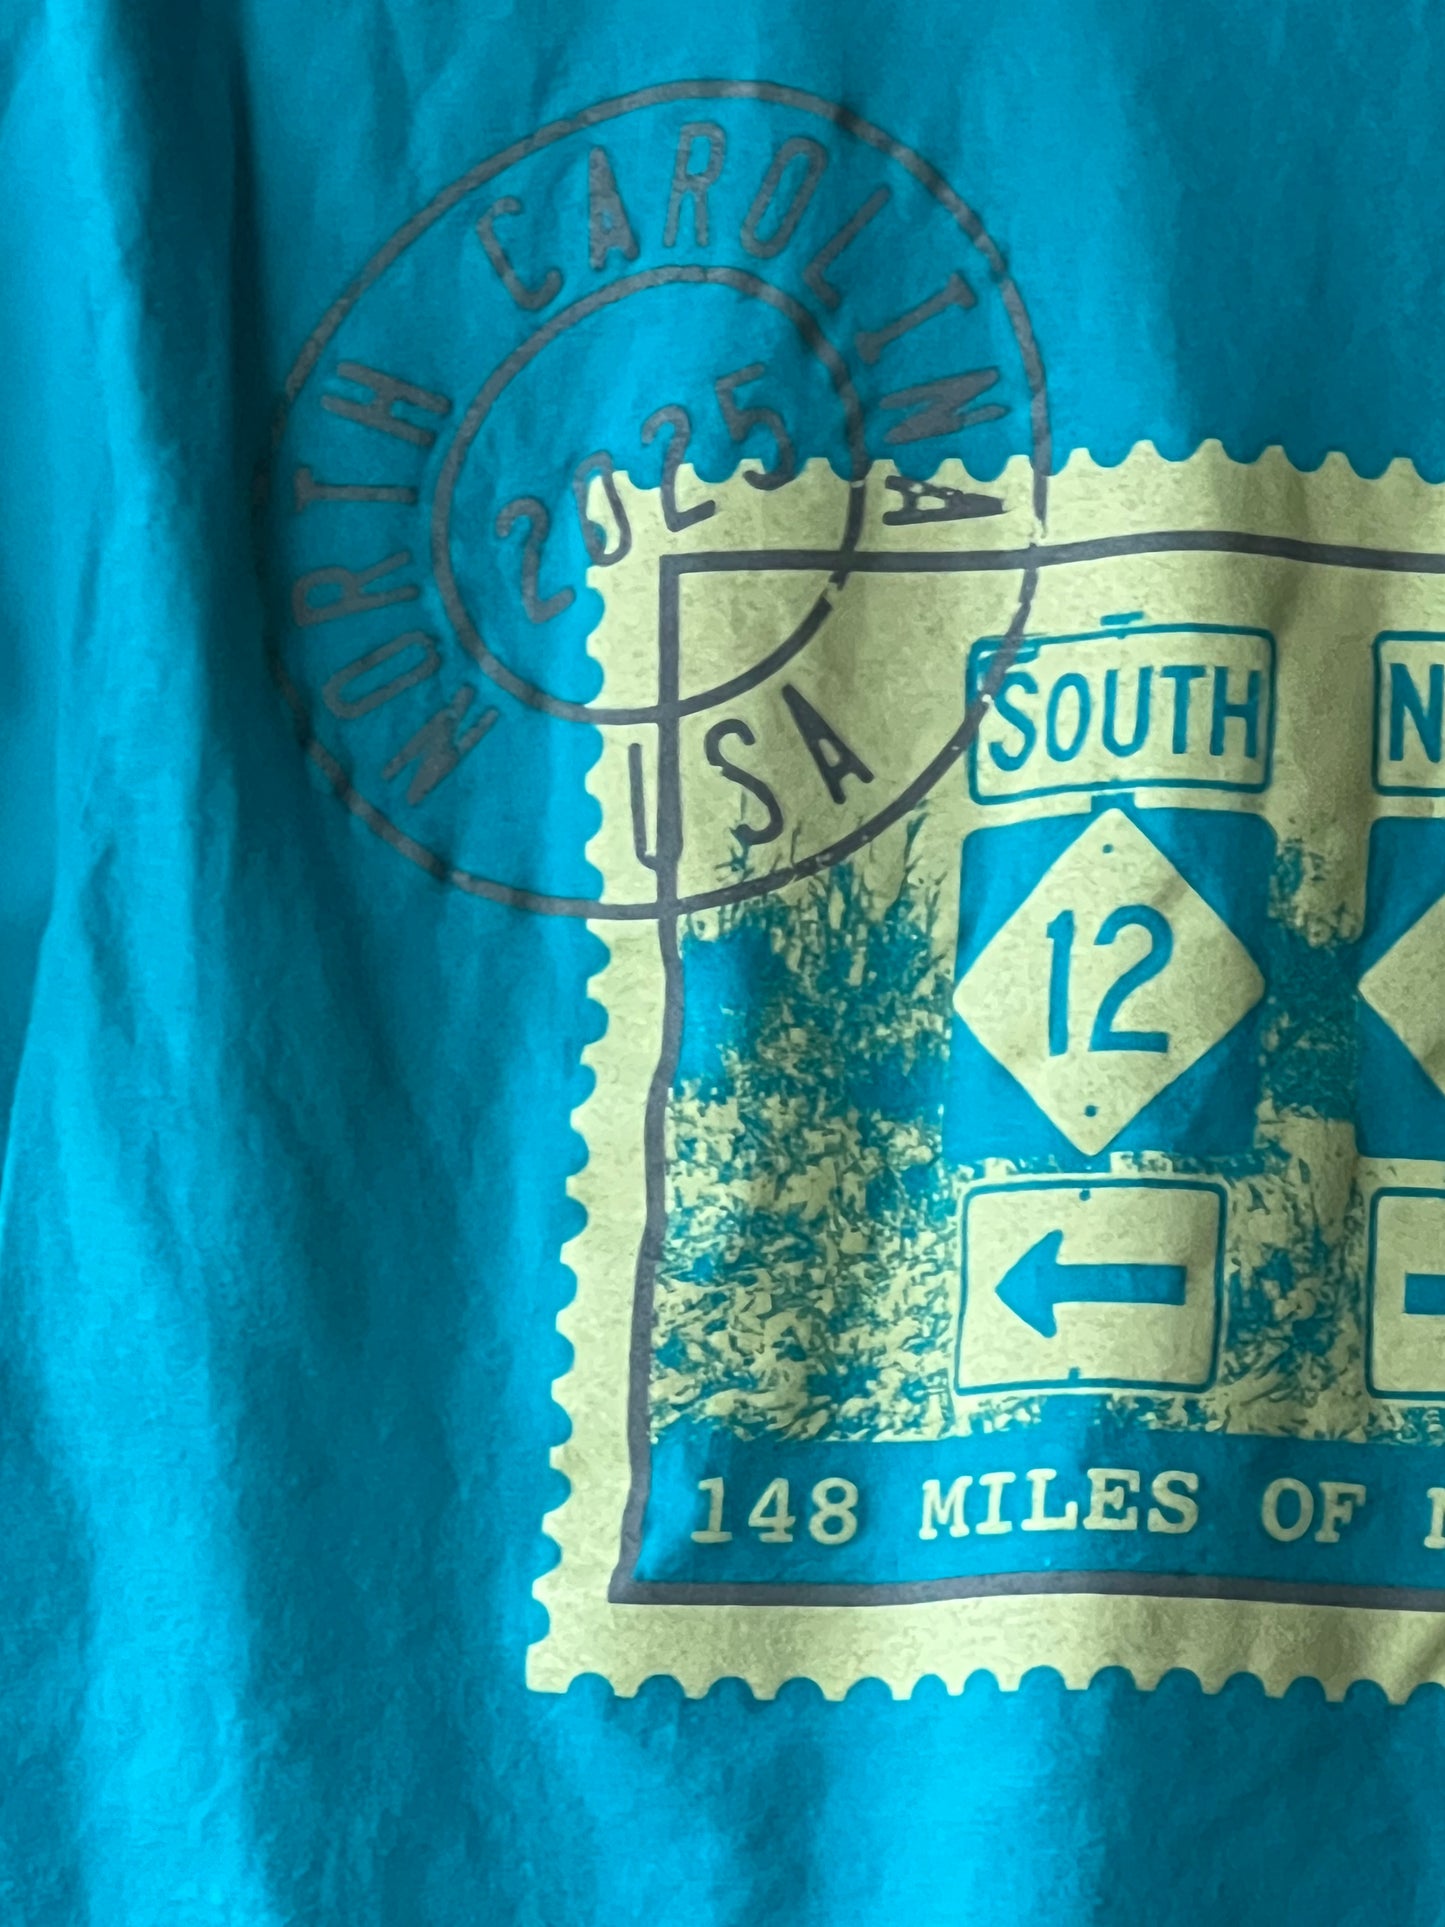 NORTH CAROLINA
2025
USA
SOUTH
12
148 MILES OF